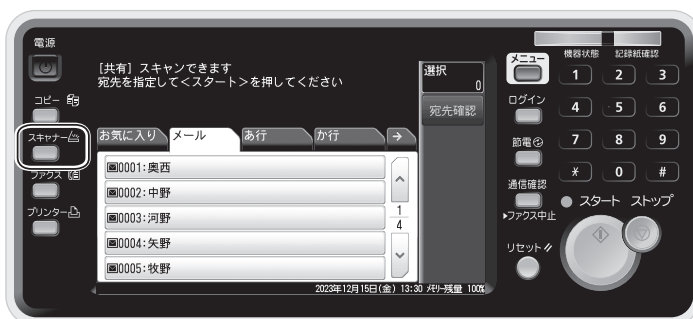 電源
コピー
スキャナー
ファクス
プリンター
[共有] スキャンできます
宛先を指定して<スタート>を押してください
選択
0
宛先確認
お気に入り メール あ行 か行 →
0001:奥西
0002:中野
0003:河野
0004:矢野
0005:牧野
1
4
2023年12月15日(金) 13:30 メモリー残量 100%
メニュー
ログイン
節電
通信確認
▶ファクス中止
リセット
機器状態 記録紙確認
1 2 3
4 5 6
7 8 9
* 0 #
スタート ストップ